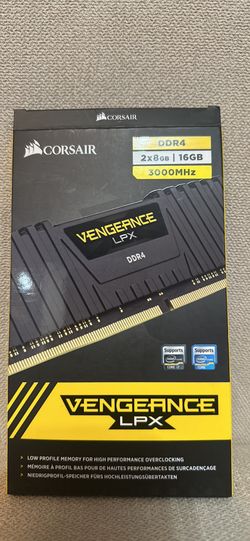 CORSAIR
CORSAIR
DDR4
2x8GB | 16GB
3000MHz
VENGEANCE
LPX
DDR4
Supports
Supports
VENGEANCE
LPX
• LOW PROFILE MEMORY FOR HIGH PERFORMANCE OVERCLOCKING
• MÉMOIRE À PROFIL BAS POUR DE HAUTES PERFORMANCES DE SURCADENÇAGE
• NIEDRIGPROFIL-SPEICHER FÜRS HOCHLEISTUNGSÜBERTAKTEN